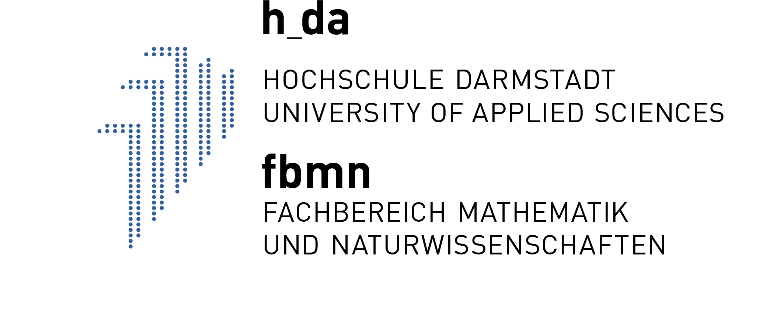 h_da
HOCHSCHULE DARMSTADT
UNIVERSITY OF APPLIED SCIENCES
fbmn
FACHBEREICH MATHEMATIK
UND NATURWISSENSCHAFTEN